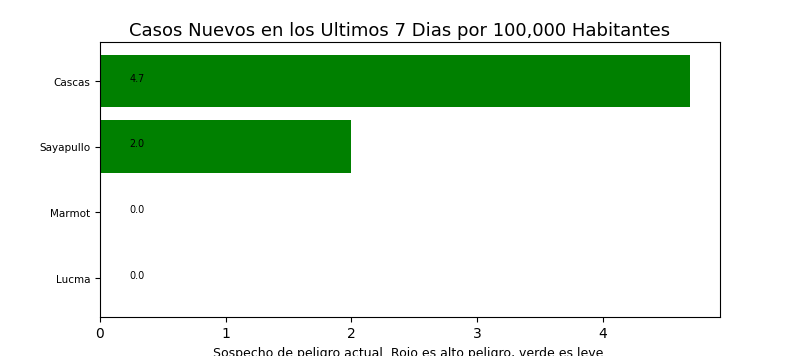 Casos Nuevos en los Ultimos 7 Dias por 100,000 Habitantes
Cascas
4.7
Sayapullo
2.0
Marmot
0.0
Lucma
0.0
0 1 2 3 4
Sospecho de peligro actual. Rojo es alto peligro, verde es leve